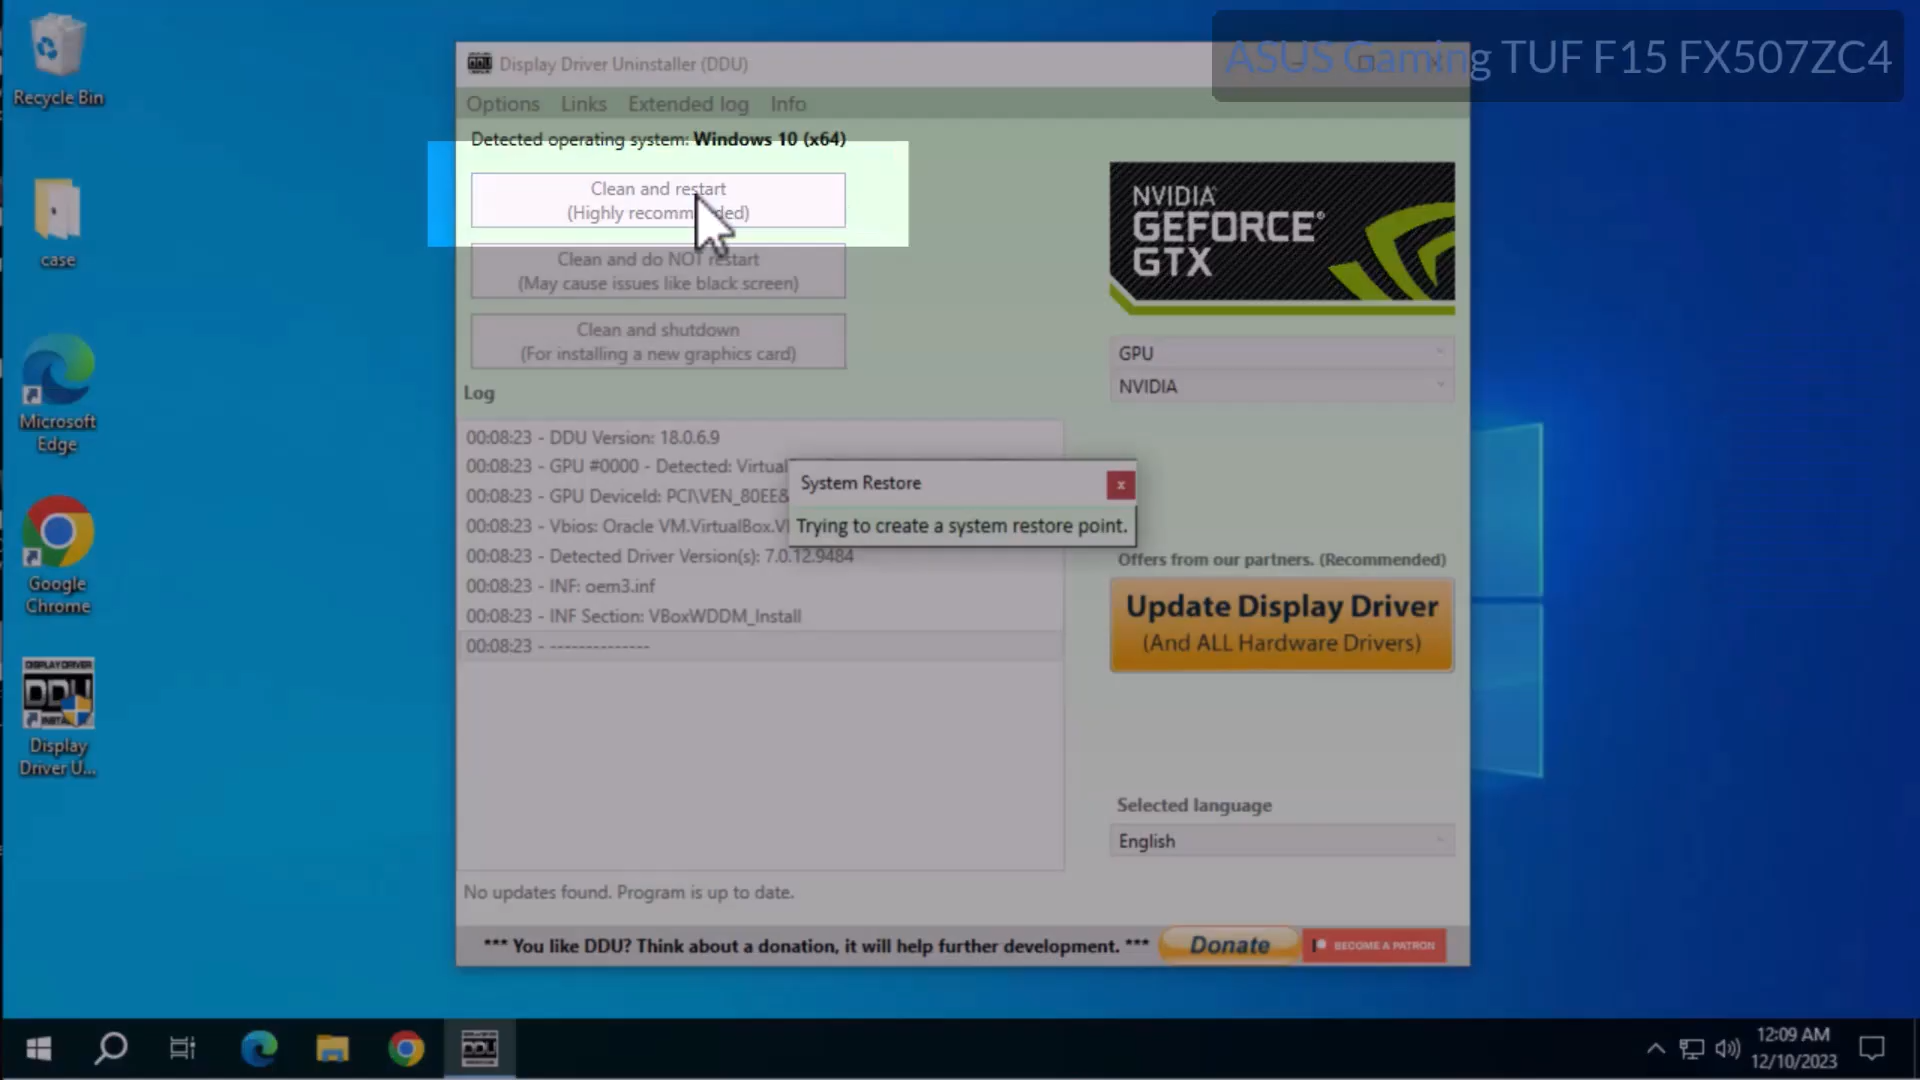 ASUS Gaming TUF F15 FX507ZC4
Recycle Bin
case
Microsoft
Edge
Google
Chrome
DISPLAY DRIVER
DDU
Display
Driver U...
DDU Display Driver Uninstaller (DDU)
Options Links Extended log Info
Detected operating system: Windows 10 (x64)
Clean and restart
(Highly recommended)
Clean and do NOT restart
(May cause issues like black screen)
Clean and shutdown
(For installing a new graphics card)
Log
00:08:23 - DDU Version: 18.0.6.9
00:08:23 - GPU #0000 - Detected: Virtual
00:08:23 - GPU DeviceId: PCI\VEN_80EE&
00:08:23 - Vbios: Oracle VM.VirtualBox.VI
00:08:23 - Detected Driver Version(s): 7.0.12.9484
00:08:23 - INF: oem3.inf
00:08:23 - INF Section: VBoxWDDM_Install
00:08:23 - --------------
System Restore
x
Trying to create a system restore point.
No updates found. Program is up to date.
NVIDIA
GEFORCE®
GTX
GPU
NVIDIA
Offers from our partners. (Recommended)
Update Display Driver
(And ALL Hardware Drivers)
Selected language
English
*** You like DDU? Think about a donation, it will help further development. ***
Donate
BECOME A PATRON
DDU
12:09 AM
12/10/2023